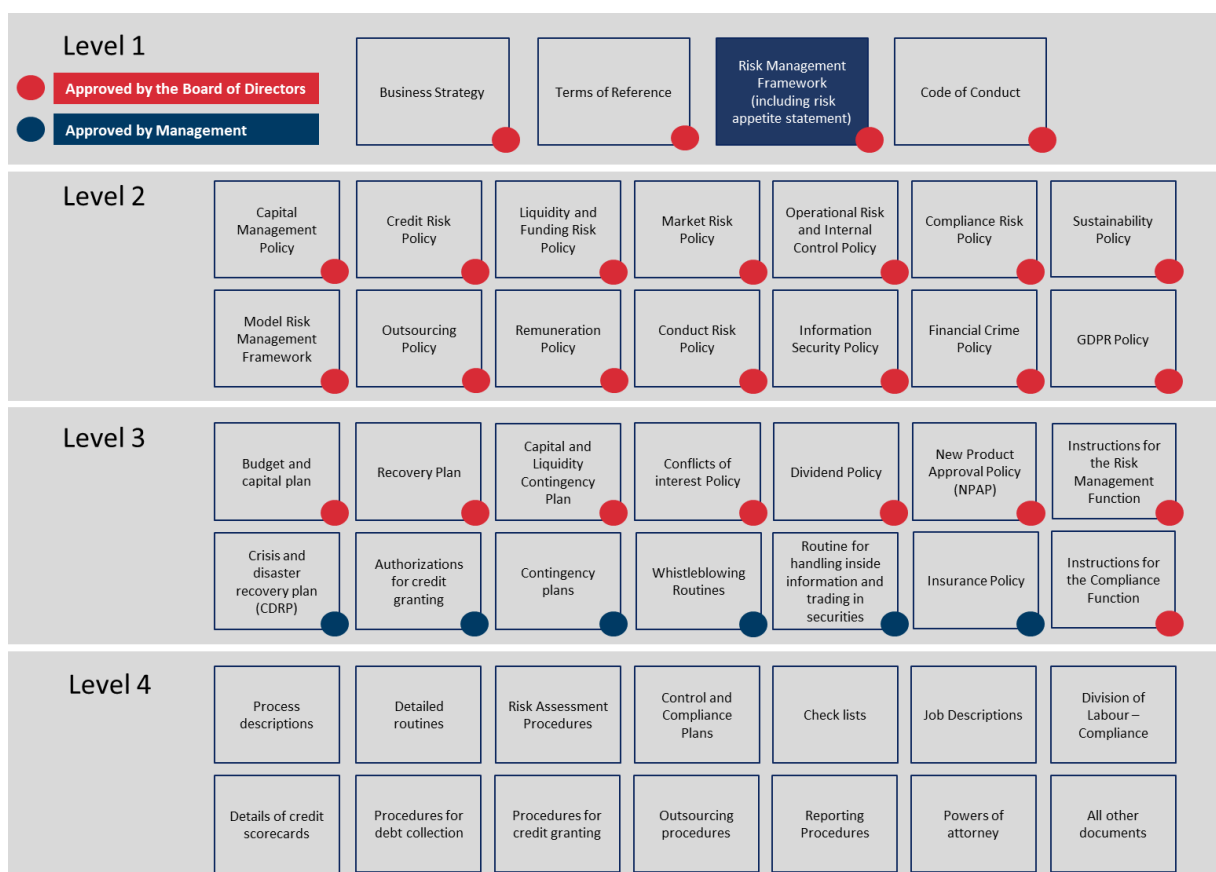 Level 1
Approved by the Board of Directors
Approved by Management
Business Strategy
Terms of Reference
Risk Management
Framework
(including risk
appetite statement)
Code of Conduct
Level 2
Capital
Management
Policy
Credit Risk
Policy
Liquidity and
Funding Risk
Policy
Market Risk
Policy
Operational Risk
and Internal
Control Policy
Compliance Risk
Policy
Sustainability
Policy
Model Risk
Management
Framework
Outsourcing
Policy
Remuneration
Policy
Conduct Risk
Policy
Information
Security Policy
Financial Crime
Policy
GDPR Policy
Level 3
Budget and
capital plan
Recovery Plan
Capital and
Liquidity
Contingency
Plan
Conflicts of
interest Policy
Dividend Policy
New Product
Approval Policy
(NPAP)
Instructions for
the Risk
Management
Function
Crisis and
disaster
recovery plan
(CDRP)
Authorizations
for credit
granting
Contingency
plans
Whistleblowing
Routines
Routine for
handling inside
information and
trading in
securities
Insurance Policy
Instructions for
the Compliance
Function
Level 4
Process
descriptions
Detailed
routines
Risk Assessment
Procedures
Control and
Compliance
Plans
Check lists
Job Descriptions
Division of
Labour –
Compliance
Details of credit
scorecards
Procedures for
debt collection
Procedures for
credit granting
Outsourcing
procedures
Reporting
Procedures
Powers of
attorney
All other
documents